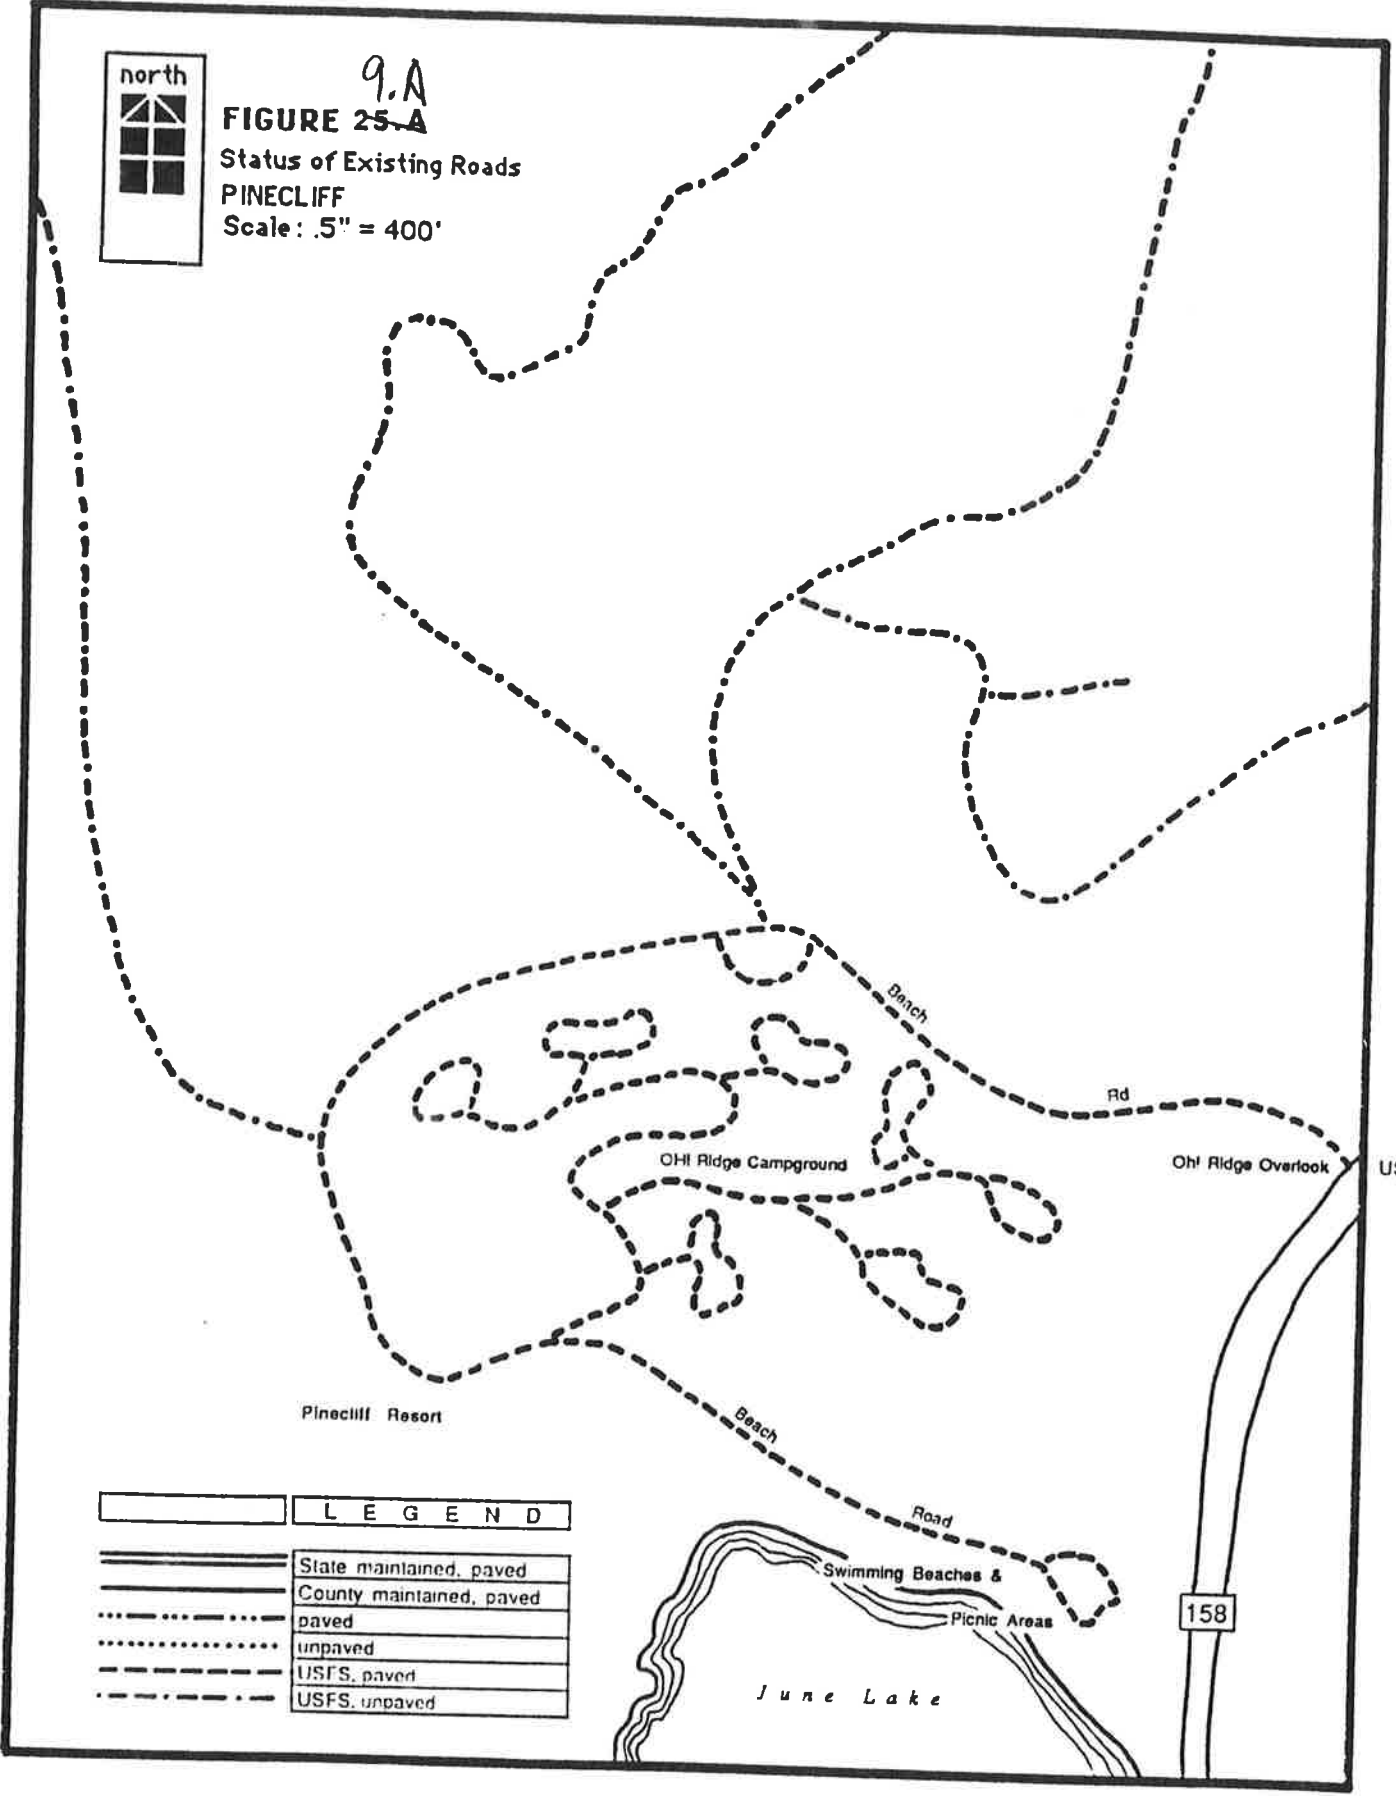 north
9.A
FIGURE 25.A
Status of Existing Roads
PINECLIFF
Scale: .5" = 400'
Beach
Rd
OH! Ridge Campground
Oh! Ridge Overlook
Pinecliff Resort
Beach
Road
Swimming Beaches &
Picnic Areas
158
June Lake
LEGEND
State maintained, paved
County maintained, paved
paved
unpaved
USFS, paved
USFS, unpaved